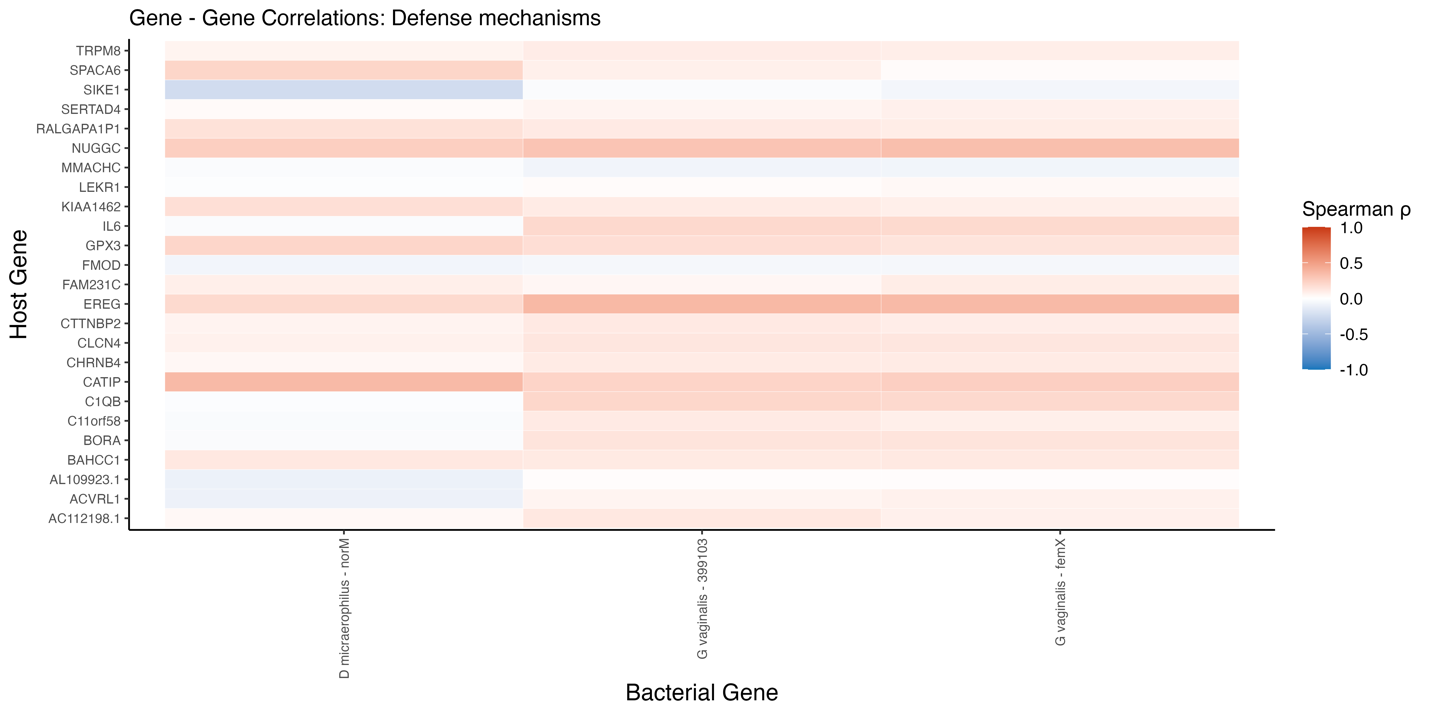 Gene - Gene Correlations: Defense mechanisms
Host Gene
TRPM8
SPACA6
SIKE1
SERTAD4
RALGAPA1P1
NUGGC
MMACHC
LEKR1
KIAA1462
IL6
GPX3
FMOD
FAM231C
EREG
CTTNBP2
CLCN4
CHRNB4
CATIP
C1QB
C11orf58
BORA
BAHCC1
AL109923.1
ACVRL1
AC112198.1
D micraerophilus - norM
G vaginalis - 399103
G vaginalis - femX
Bacterial Gene
Spearman ρ
1.0
0.5
0.0
-0.5
-1.0